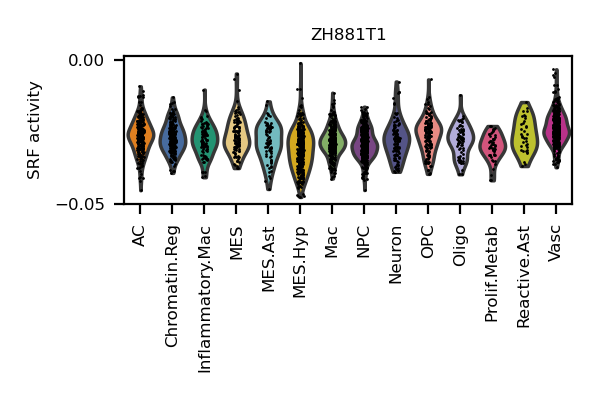 ZH881T1
SRF activity
0.00
−0.05
AC
Chromatin.Reg
Inflammatory.Mac
MES
MES.Ast
MES.Hyp
Mac
NPC
Neuron
OPC
Oligo
Prolif.Metab
Reactive.Ast
Vasc